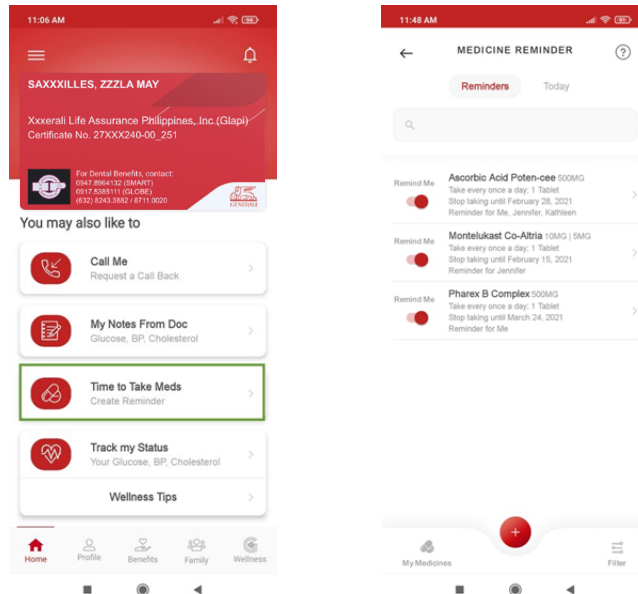 11:06 AM
94
SAXXXILLES, ZZZLA MAY
Xxxerali Life Assurance Philippines, Inc.(Glapi)
Certificate No. 27XXX240-00_251
For Dental Benefits, contact:
0947.8964132 (SMART)
0917.5385111 (GLOBE)
(632) 8243.3882 / 8711.0020
GENERALI
You may also like to
Call Me
Request a Call Back
My Notes From Doc
Glucose, BP, Cholesterol
Time to Take Meds
Create Reminder
Track my Status
Your Glucose, BP, Cholesterol
Wellness Tips
Home Profile Benefits Family Wellness
11:48 AM
91
MEDICINE REMINDER ?
Reminders Today
Remind Me
Ascorbic Acid Poten-cee 500MG
Take every once a day; 1 Tablet
Stop taking until February 28, 2021
Reminder for Me, Jennifer, Kathleen
Remind Me
Montelukast Co-Altria 10MG | 5MG
Take every once a day; 1 Tablet
Stop taking until February 15, 2021
Reminder for Jennifer
Remind Me
Pharex B Complex 500MG
Take every once a day; 1 Tablet
Stop taking until March 24, 2021
Reminder for Me
+
My Medicines Filter